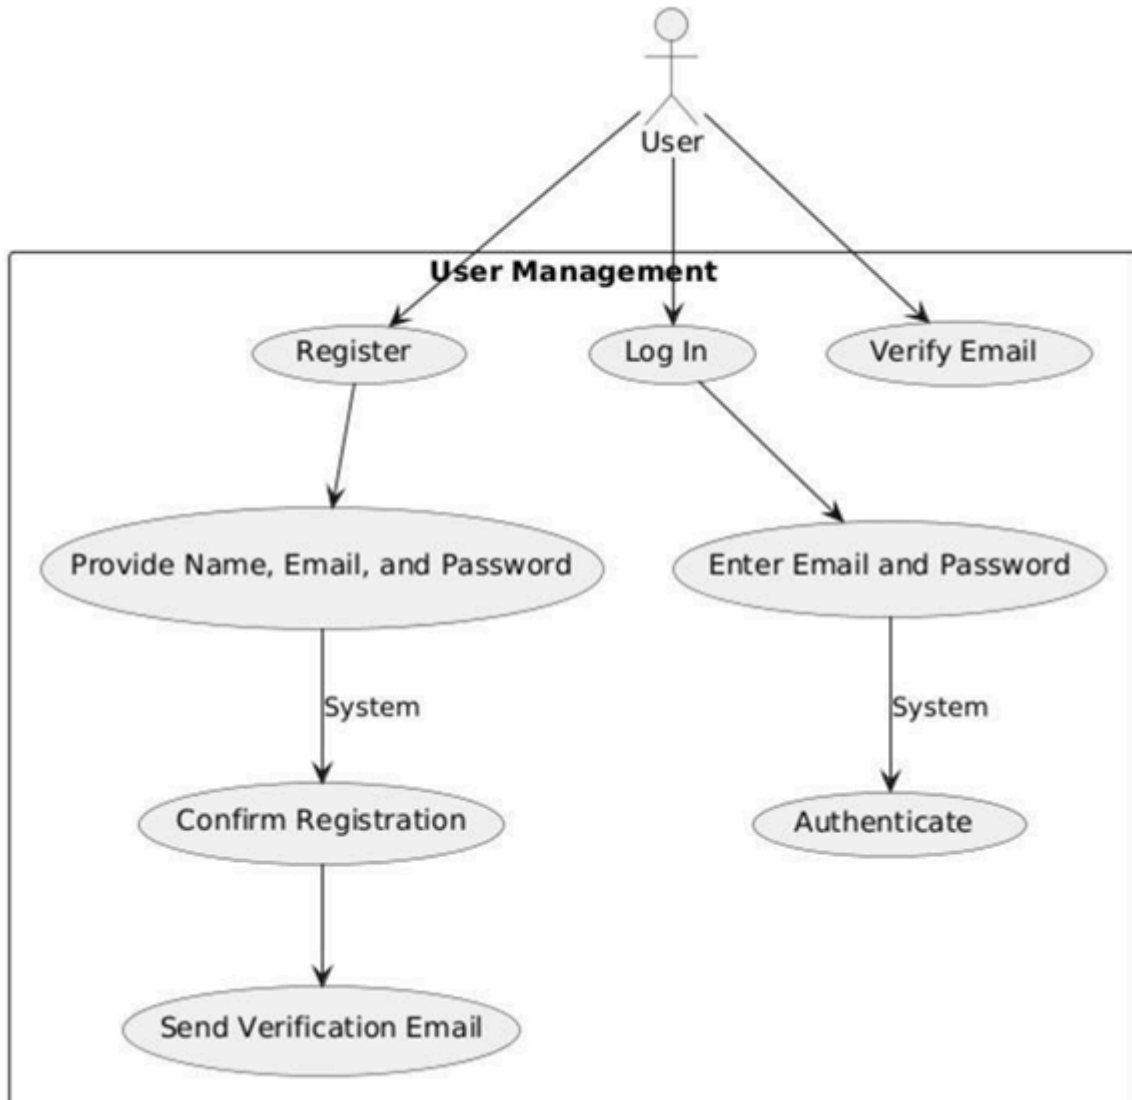 User
User Management
Register
Log In
Verify Email
Provide Name, Email, and Password
Enter Email and Password
System
System
Confirm Registration
Authenticate
Send Verification Email